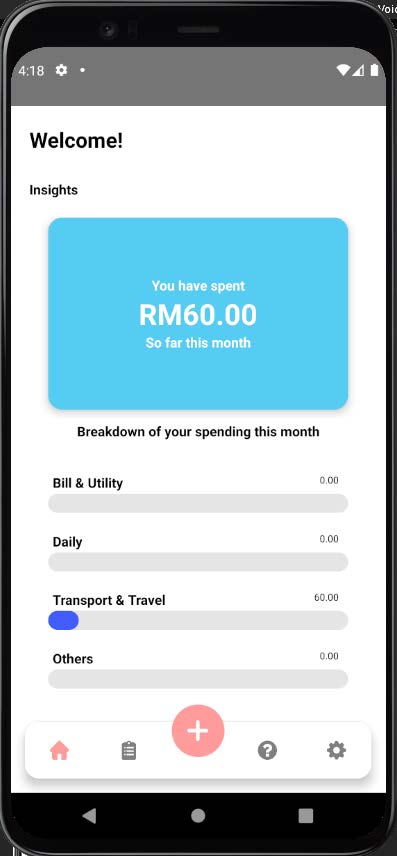 Voic
4:18
Welcome!
Insights
You have spent
RM60.00
So far this month
Breakdown of your spending this month
Bill & Utility
0.00
Daily
0.00
Transport & Travel
60.00
Others
0.00